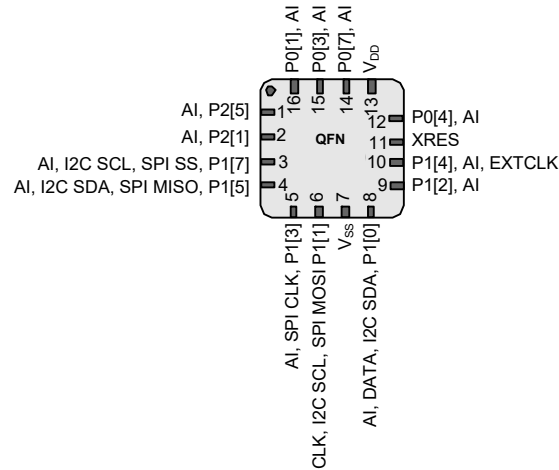 P0[1], AI
P0[3], AI
P0[7], AI
VDD
16
15
14
13
AI, P2[5]
1
AI, P2[1]
2
AI, I2C SCL, SPI SS, P1[7]
3
AI, I2C SDA, SPI MISO, P1[5]
4
QFN
12
P0[4], AI
11
XRES
10
P1[4], AI, EXTCLK
9
P1[2], AI
5
6
7
8
AI, SPI CLK, P1[3]
CLK, I2C SCL, SPI MOSI P1[1]
VSS
AI, DATA, I2C SDA, P1[0]